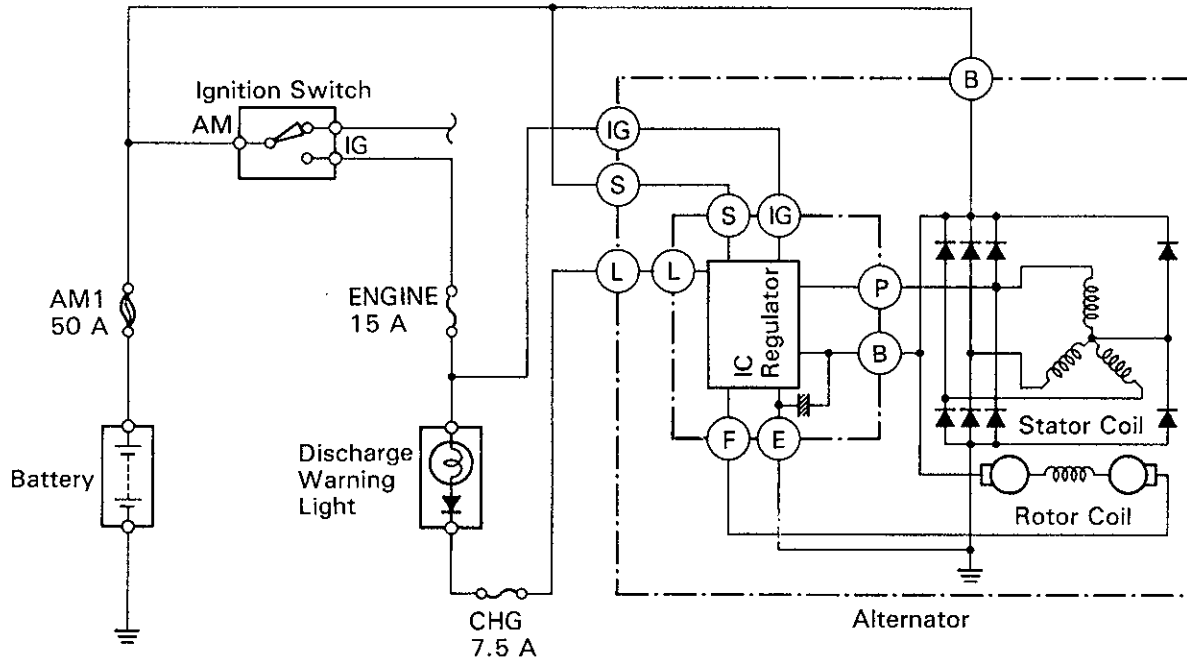 B
Ignition Switch
AM
IG
IG
S
S
IG
L
L
AM1
50 A
ENGINE
15 A
P
IC
Regulator
B
Battery
Discharge
Warning
Light
F
E
Stator Coil
Rotor Coil
CHG
7.5 A
Alternator